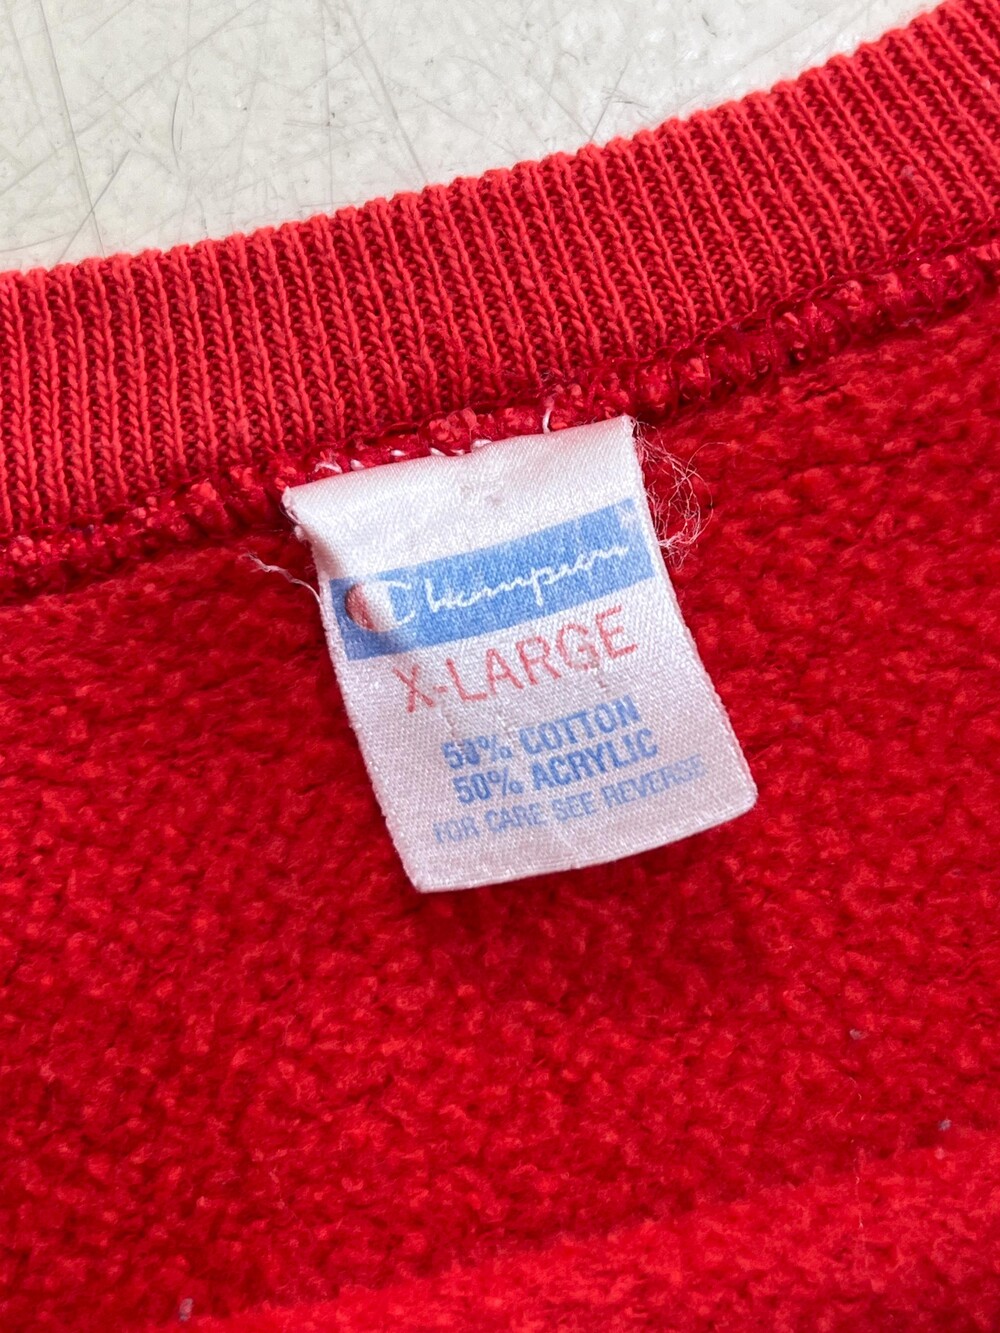 Champion
X-LARGE
50% COTTON
50% ACRYLIC
FOR CARE SEE REVERSE